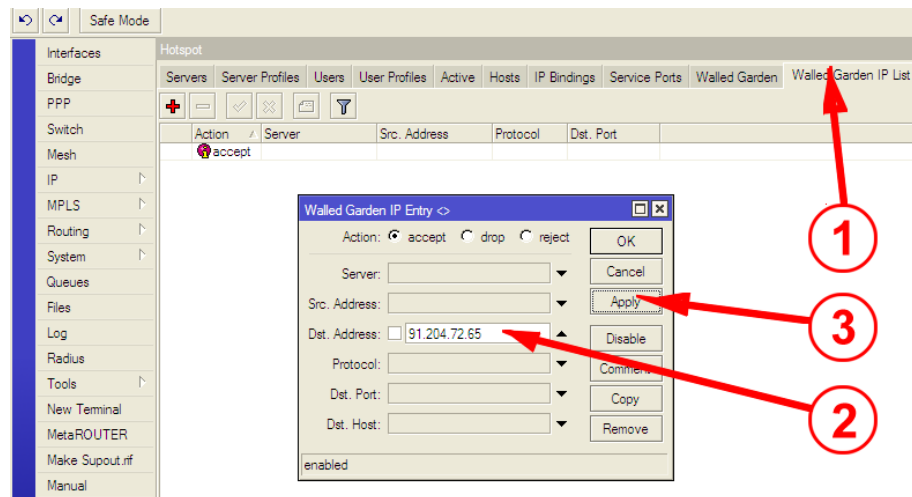 Safe Mode
Interfaces
Bridge
PPP
Switch
Mesh
IP
MPLS
Routing
System
Queues
Files
Log
Radius
Tools
New Terminal
MetaROUTER
Make Supout.rif
Manual
Hotspot
Servers Server Profiles Users User Profiles Active Hosts IP Bindings Service Ports Walled Garden Walled Garden IP List
Action Server Src. Address Protocol Dst. Port
accept
Walled Garden IP Entry <>
Action: accept drop reject
Server:
Src. Address:
Dst. Address: 91.204.72.65
Protocol:
Dst. Port:
Dst. Host:
enabled
OK
Cancel
Apply
Disable
Comment
Copy
Remove
1
3
2